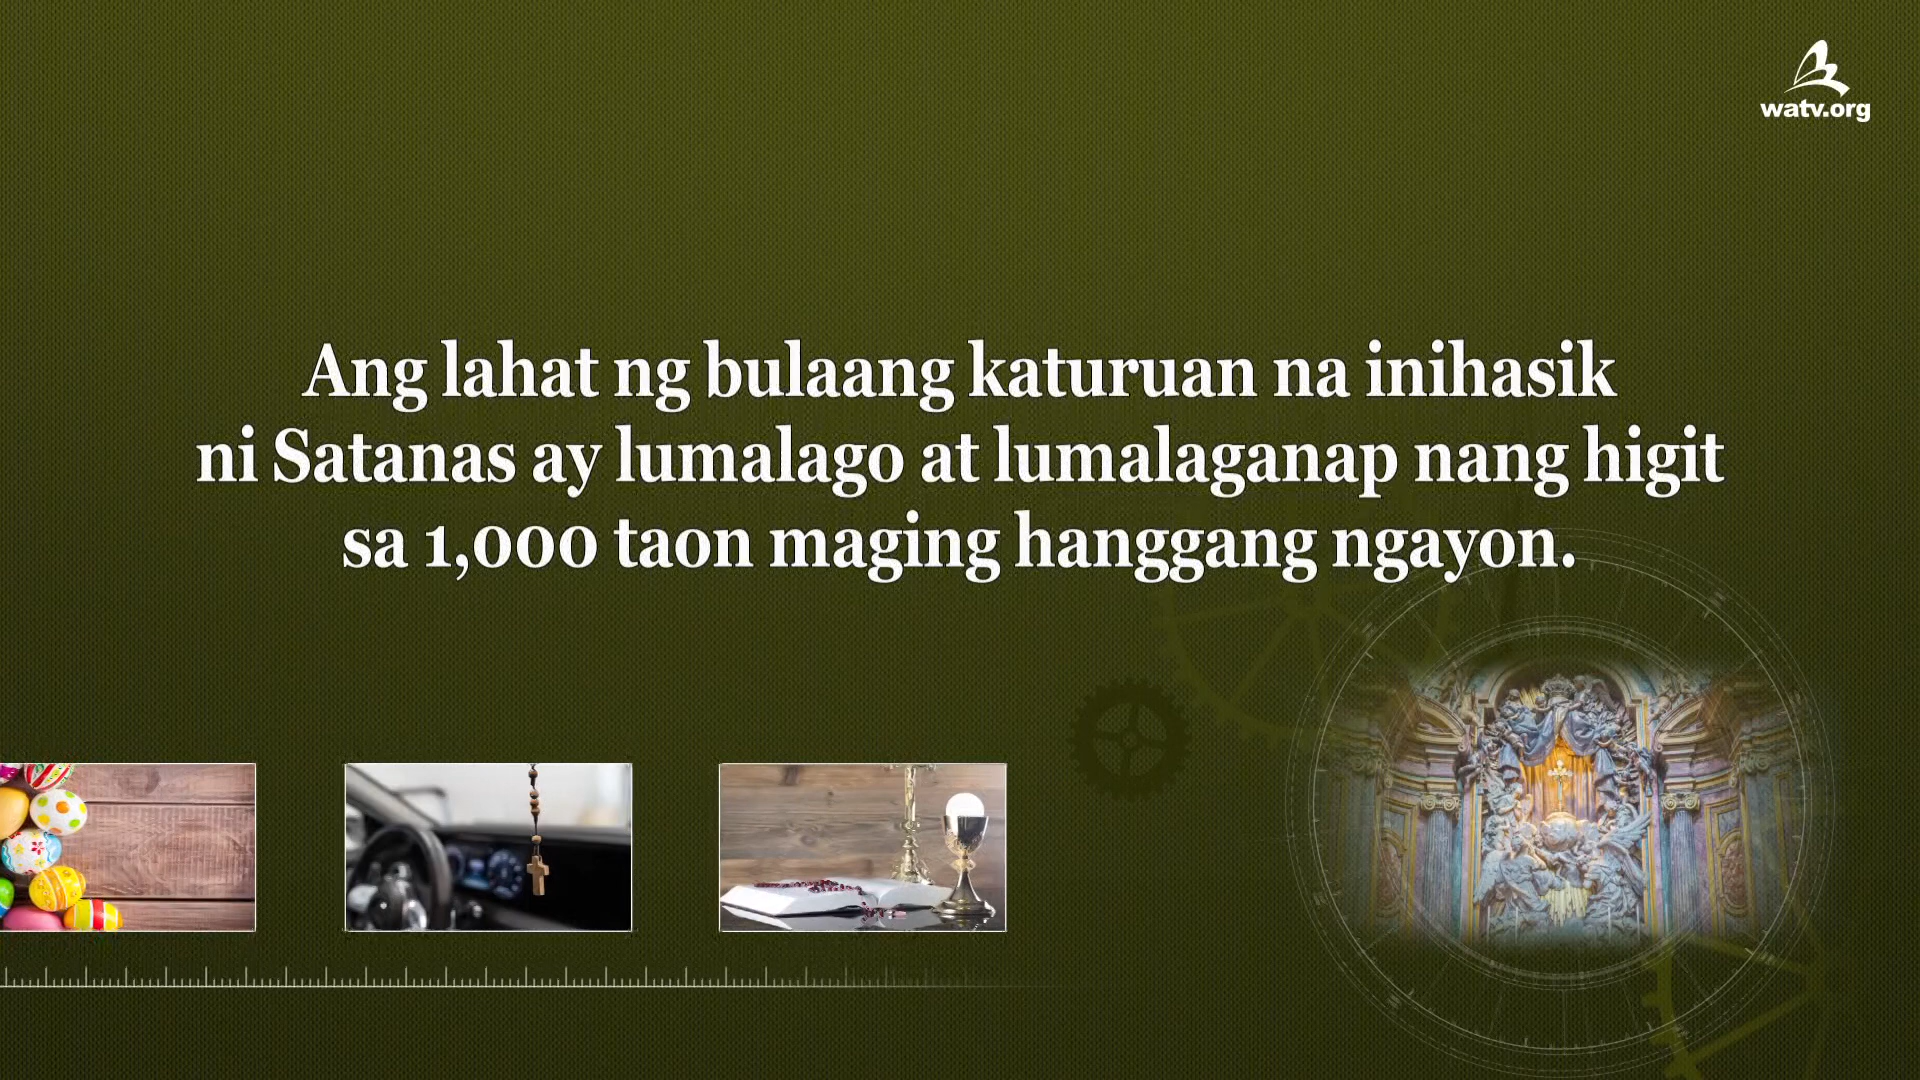 watv.org
Ang lahat ng bulaang katuruan na inihasik
ni Satanas ay lumalago at lumalaganap nang higit
sa 1,000 taon maging hanggang ngayon.